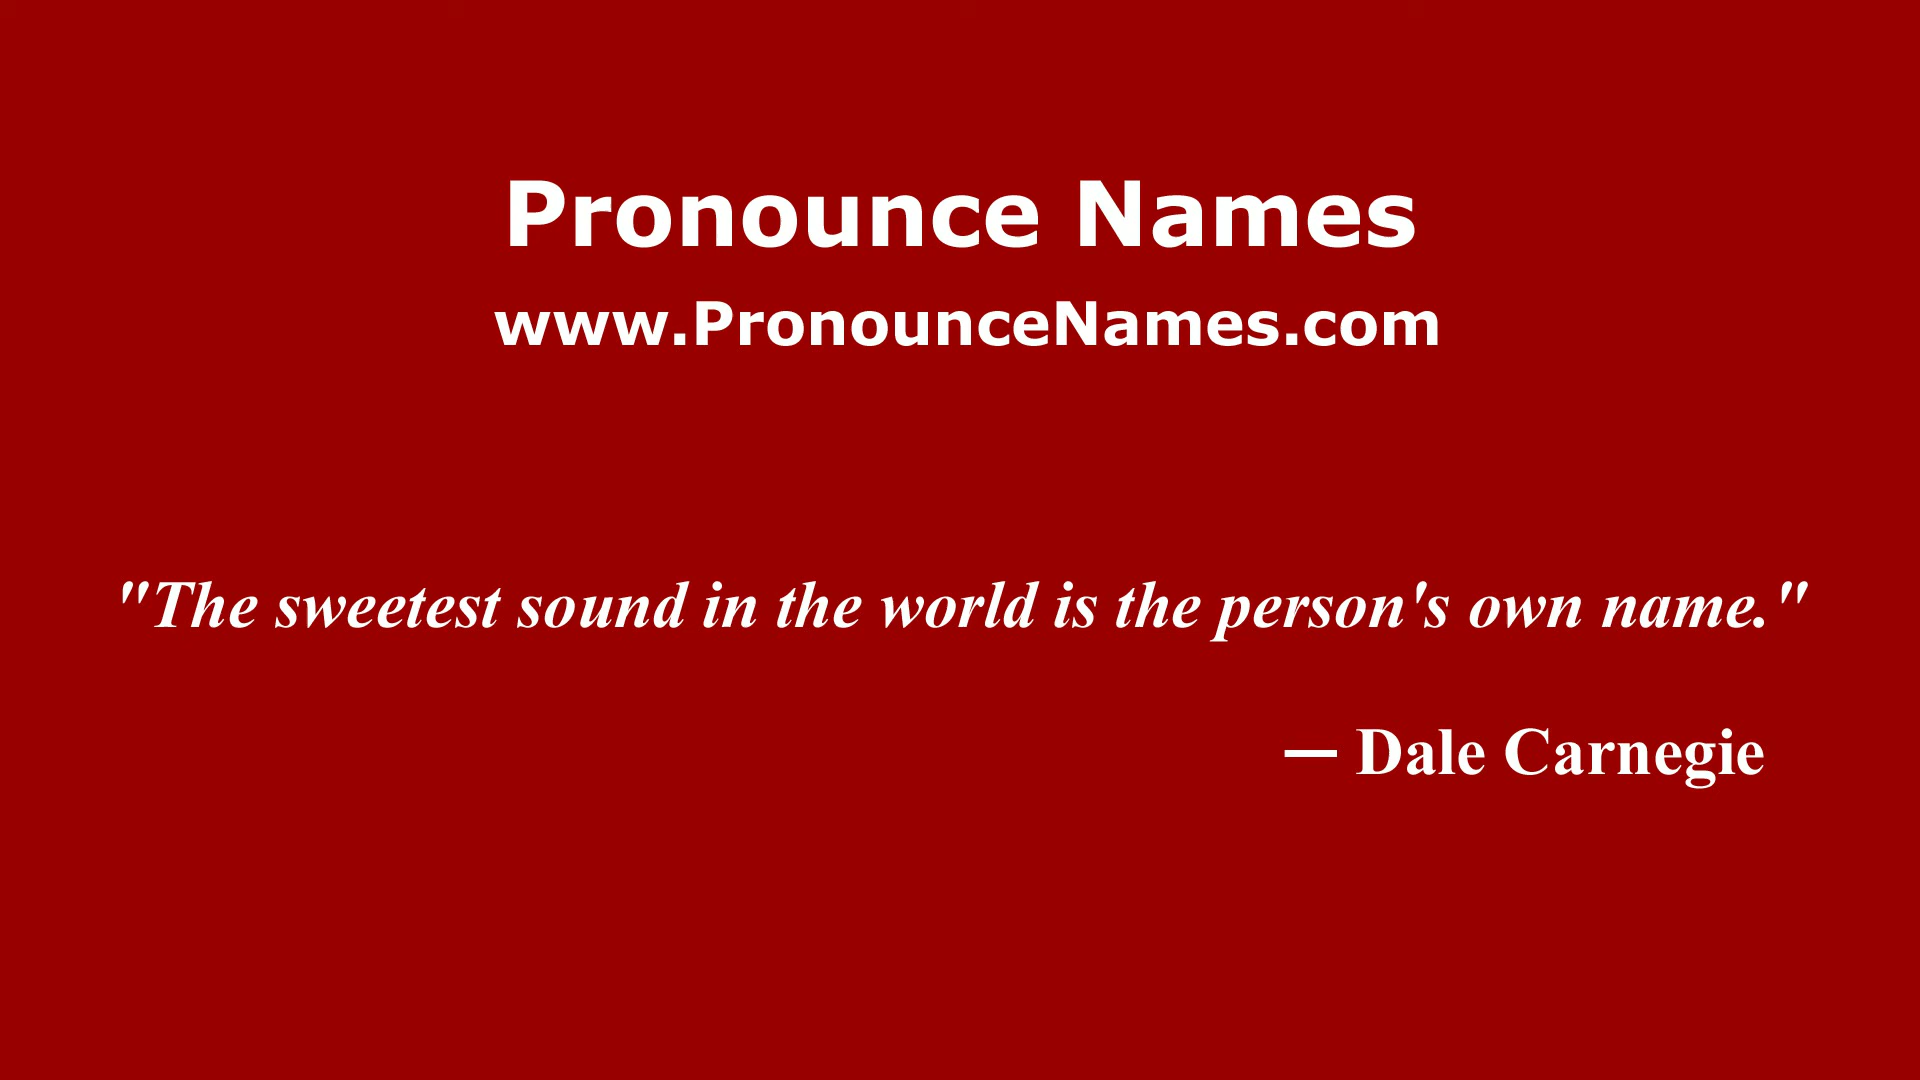 Pronounce Names
www.PronounceNames.com
"The sweetest sound in the world is the person's own name."
— Dale Carnegie